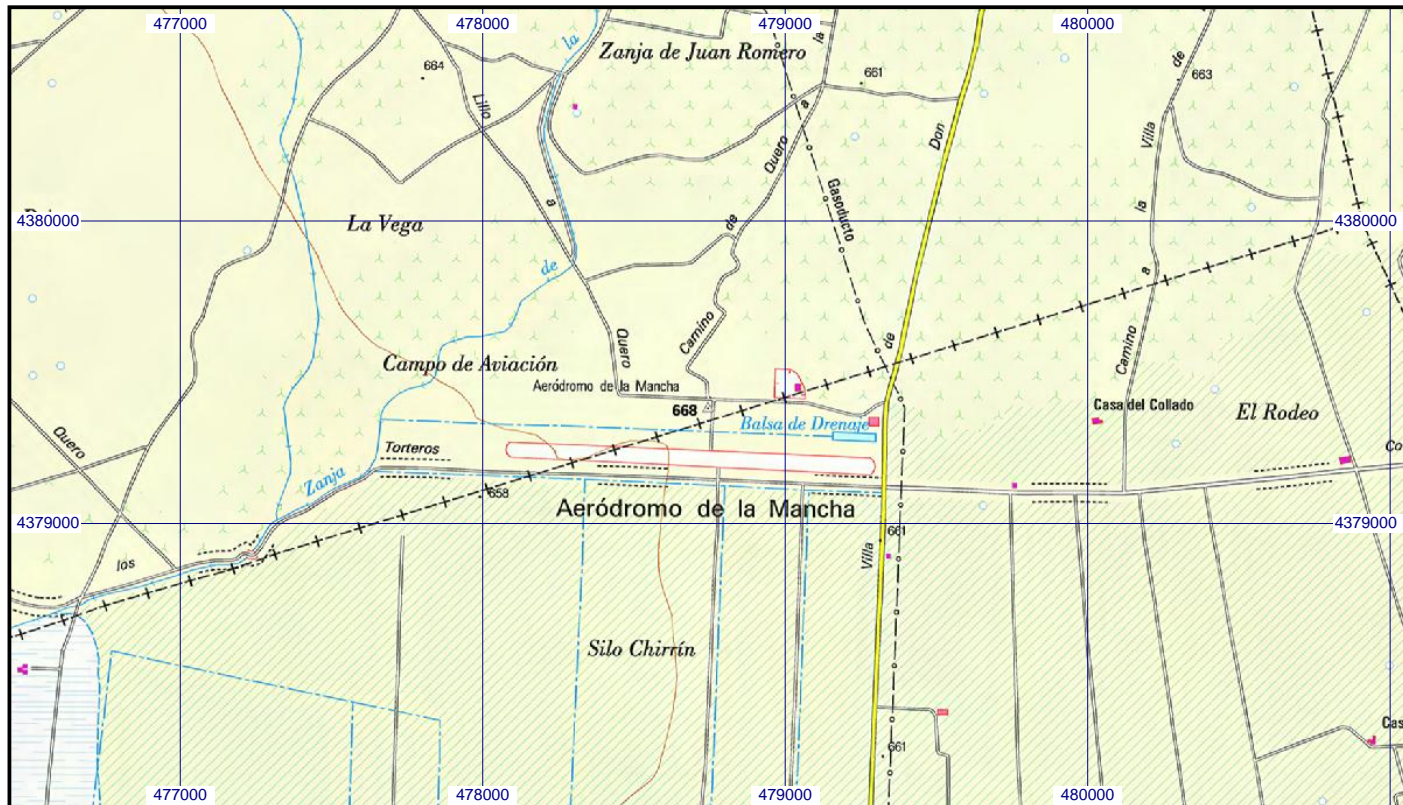 477000
478000
479000
480000
la
Zanja de Juan Romero
la
664
661
de
663
Lillo
a
Don
Villa
Quero
Gasoducto
la
a
de
4380000
La Vega
4380000
de
a
Quero
Camino
de
Camino
Campo de Aviación
Aeródromo de la Mancha
668
Casa del Collado
El Rodeo
Balsa de Drenaje
Quero
Torteros
Co
Zanja
658
Aeródromo de la Mancha
4379000
4379000
661
Villa
los
Silo Chirrín
Cas
661
477000
478000
479000
480000